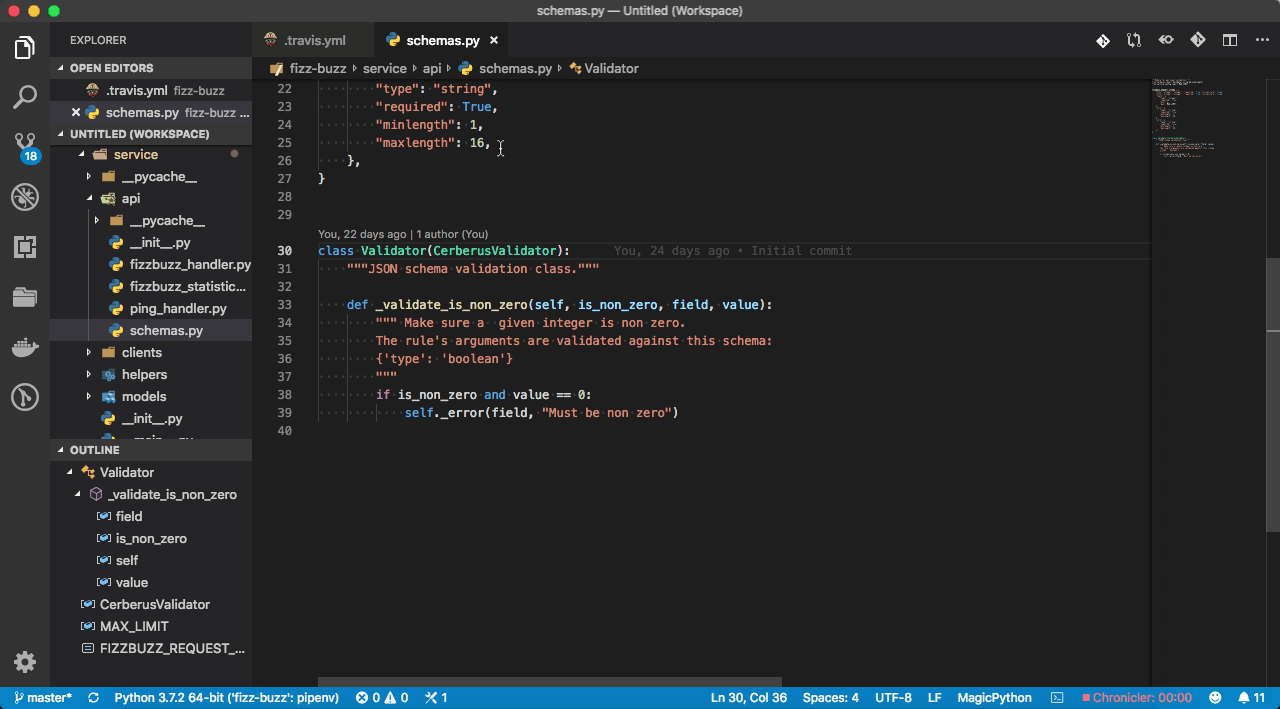 schemas.py — Untitled (Workspace)
EXPLORER
.travis.yml
schemas.py
OPEN EDITORS
.travis.yml fizz-buzz
schemas.py fizz-buzz ...
UNTITLED (WORKSPACE)
18
service
__pycache__
api
__pycache__
__init__.py
fizzbuzz_handler.py
fizzbuzz_statistic...
ping_handler.py
schemas.py
clients
helpers
models
__init__.py
OUTLINE
Validator
_validate_is_non_zero
field
is_non_zero
self
value
CerberusValidator
MAX_LIMIT
FIZZBUZZ_REQUEST_...
fizz-buzz › service › api › schemas.py › Validator
22 "type": "string",
23 "required": True,
24 "minlength": 1,
25 "maxlength": 16,
26 },
27 }
28
29
You, 22 days ago | 1 author (You)
30 class Validator(CerberusValidator): You, 24 days ago • Initial commit
31 """JSON schema validation class."""
32
33 def _validate_is_non_zero(self, is_non_zero, field, value):
34 """ Make sure a  given integer is non zero.
35 The rule's arguments are validated against this schema:
36 {'type': 'boolean'}
37 """
38 if is_non_zero and value == 0:
39 self._error(field, "Must be non zero")
40
master* Python 3.7.2 64-bit ('fizz-buzz': pipenv) 0 0 1 Ln 30, Col 36 Spaces: 4 UTF-8 LF MagicPython Chronicler: 00:00 11